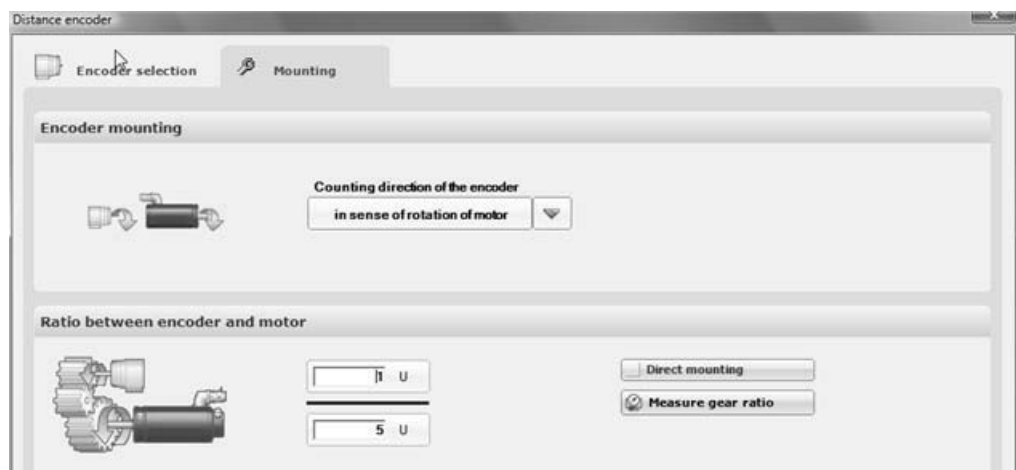 Distance encoder
Encoder selection
Mounting
Encoder mounting
Counting direction of the encoder
in sense of rotation of motor
Ratio between encoder and motor
1 U
Direct mounting
Measure gear ratio
5 U